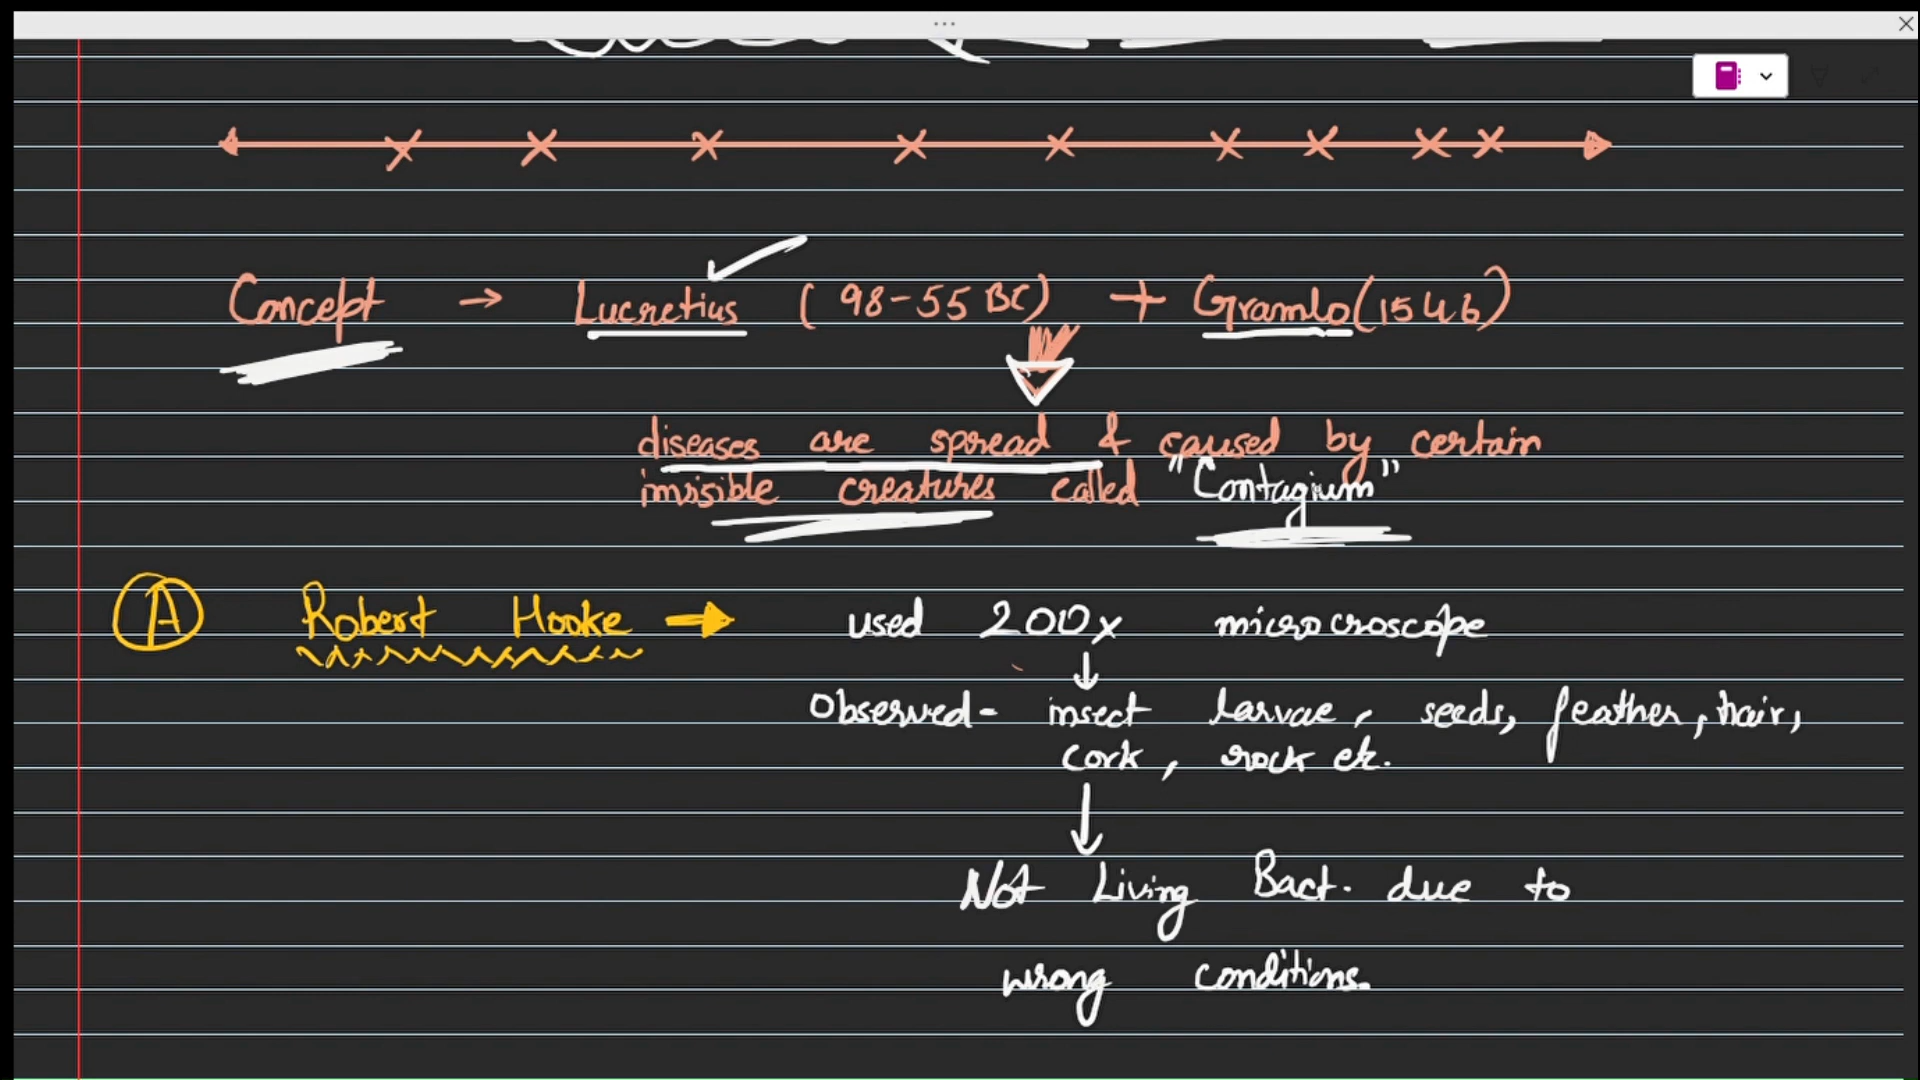 Concept → Lucretius (98-55 BC) + Gramlo (1546)
diseases are spread & caused by certain
invisible creatures called "Contagium"
A Robert Hooke → used 200x microscope
Observed - insect larvae, seeds, feather, hair,
cork, rock etc.
Not Living Bact. due to
wrong conditions.